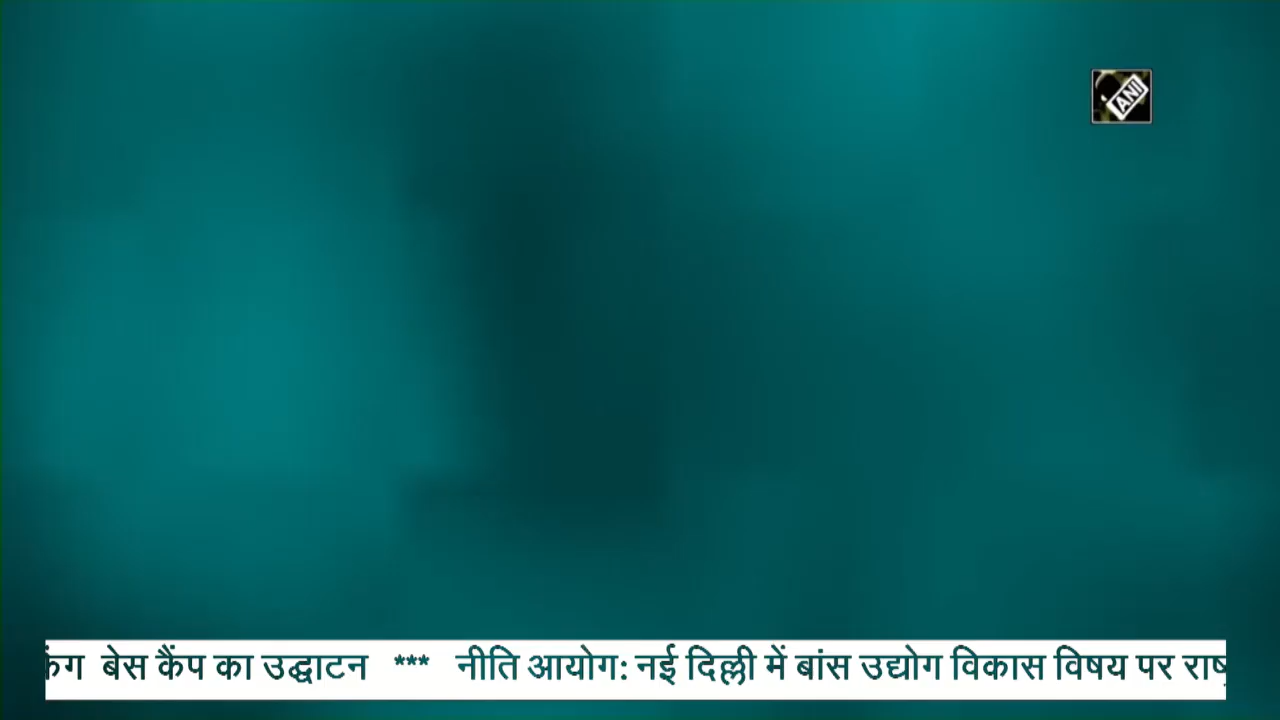 ANI
बेस कैंप का उद्घाटन *** नीति आयोग: नई दिल्ली में बांस उद्योग विकास विषय पर